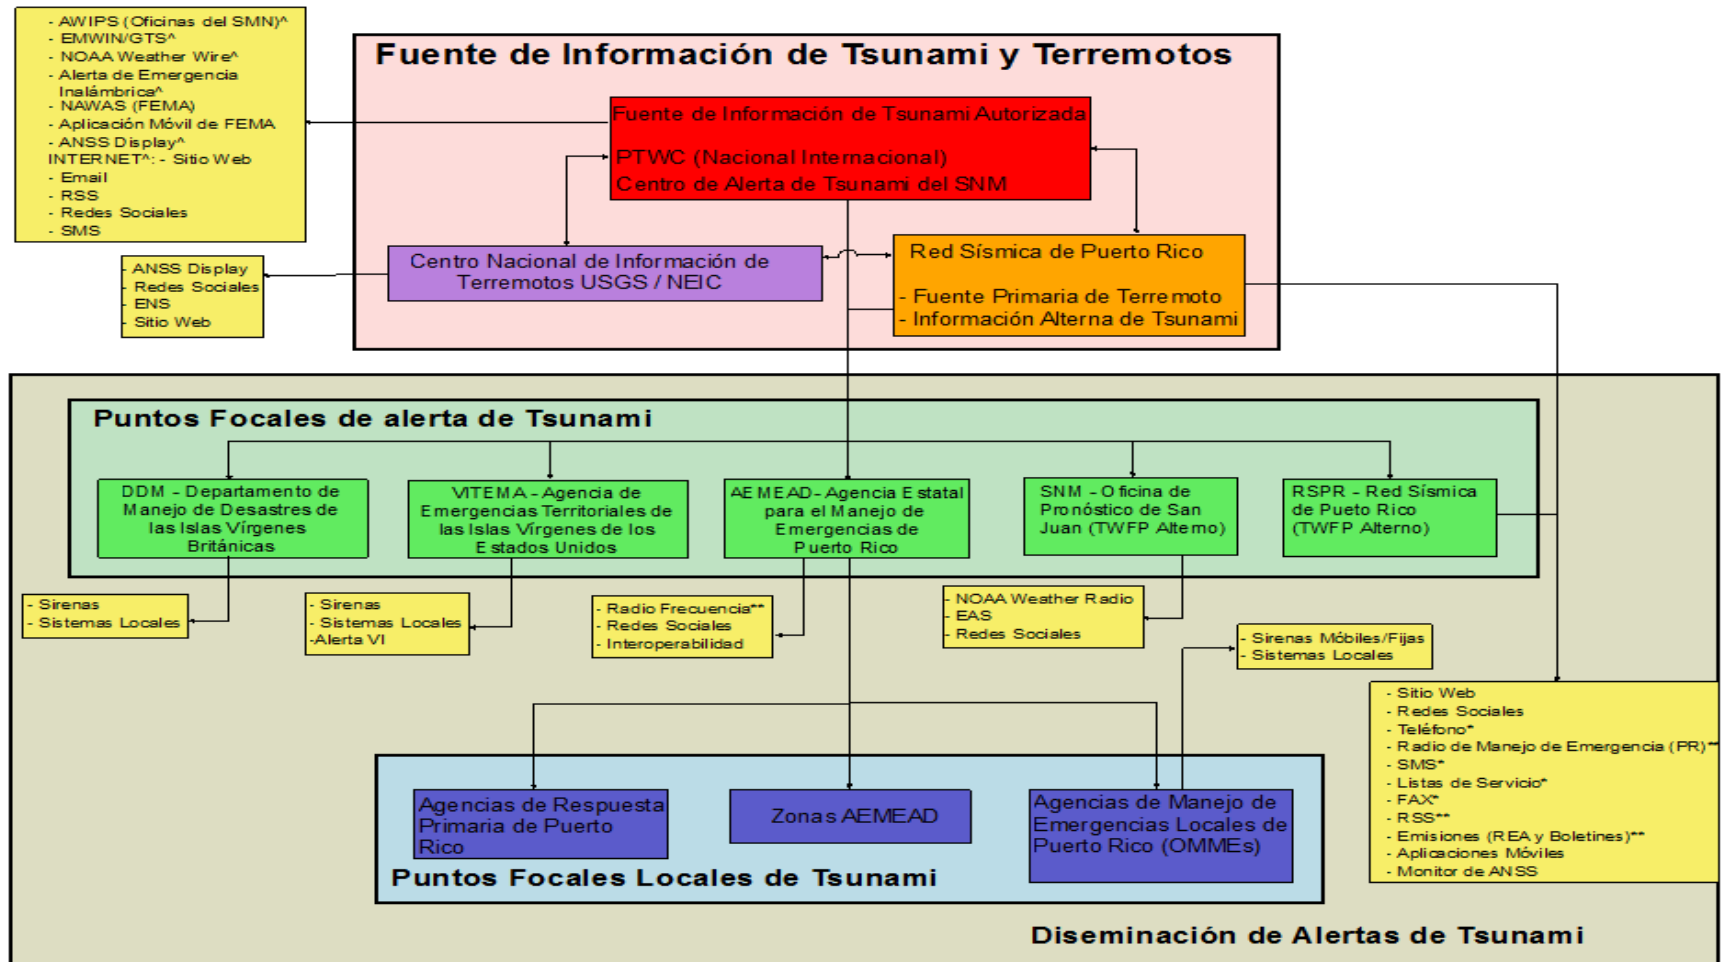 - AWIPS (Oficinas del SMN)^
- EMWIN/GTS^
- NOAA Weather Wire^
- Alerta de Emergencia
Inalámbrica^
- NAWAS (FEMA)
- Aplicación Móvil de FEMA
- ANSS Display^
INTERNET^: - Sitio Web
- Email
- RSS
- Redes Sociales
- SMS
Fuente de Información de Tsunami y Terremotos
Fuente de Información de Tsunami Autorizada
PTWC (Nacional Internacional)
Centro de Alerta de Tsunami del SNM
Centro Nacional de Información de
Terremotos USGS / NEIC
Red Sísmica de Puerto Rico
- Fuente Primaria de Terremoto
- Información Alterna de Tsunami
- ANSS Display
- Redes Sociales
- ENS
- Sitio Web
Puntos Focales de alerta de Tsunami
DDM - Departamento de
Manejo de Desastres de
las Islas Vírgenes
Británicas
VITEMA - Agencia de
Emergencias Territoriales de
las Islas Vírgenes de los
Estados Unidos
AEMEAD- Agencia Estatal
para el Manejo de
Emergencias de
Puerto Rico
SNM - Oficina de
Pronóstico de San
Juan (TWFP Alterno)
RSPR - Red Sísmica
de Pueto Rico
(TWFP Alterno)
- Sirenas
- Sistemas Locales
- Sirenas
- Sistemas Locales
-Alerta VI
- Radio Frecuencia**
- Redes Sociales
- Interoperabilidad
- NOAA Weather Radio
- EAS
- Redes Sociales
- Sirenas Móbiles/Fijas
- Sistemas Locales
- Sitio Web
- Redes Sociales
- Teléfono*
- Radio de Manejo de Emergencia (PR)**
- SMS*
- Listas de Servicio*
- FAX*
- RSS**
- Emisiones (REA y Boletines)**
- Aplicaciones Móviles
- Monitor de ANSS
Agencias de Respuesta
Primaria de Puerto
Rico
Zonas AEMEAD
Agencias de Manejo de
Emergencias Locales de
Puerto Rico (OMMEs)
Puntos Focales Locales de Tsunami
Diseminación de Alertas de Tsunami